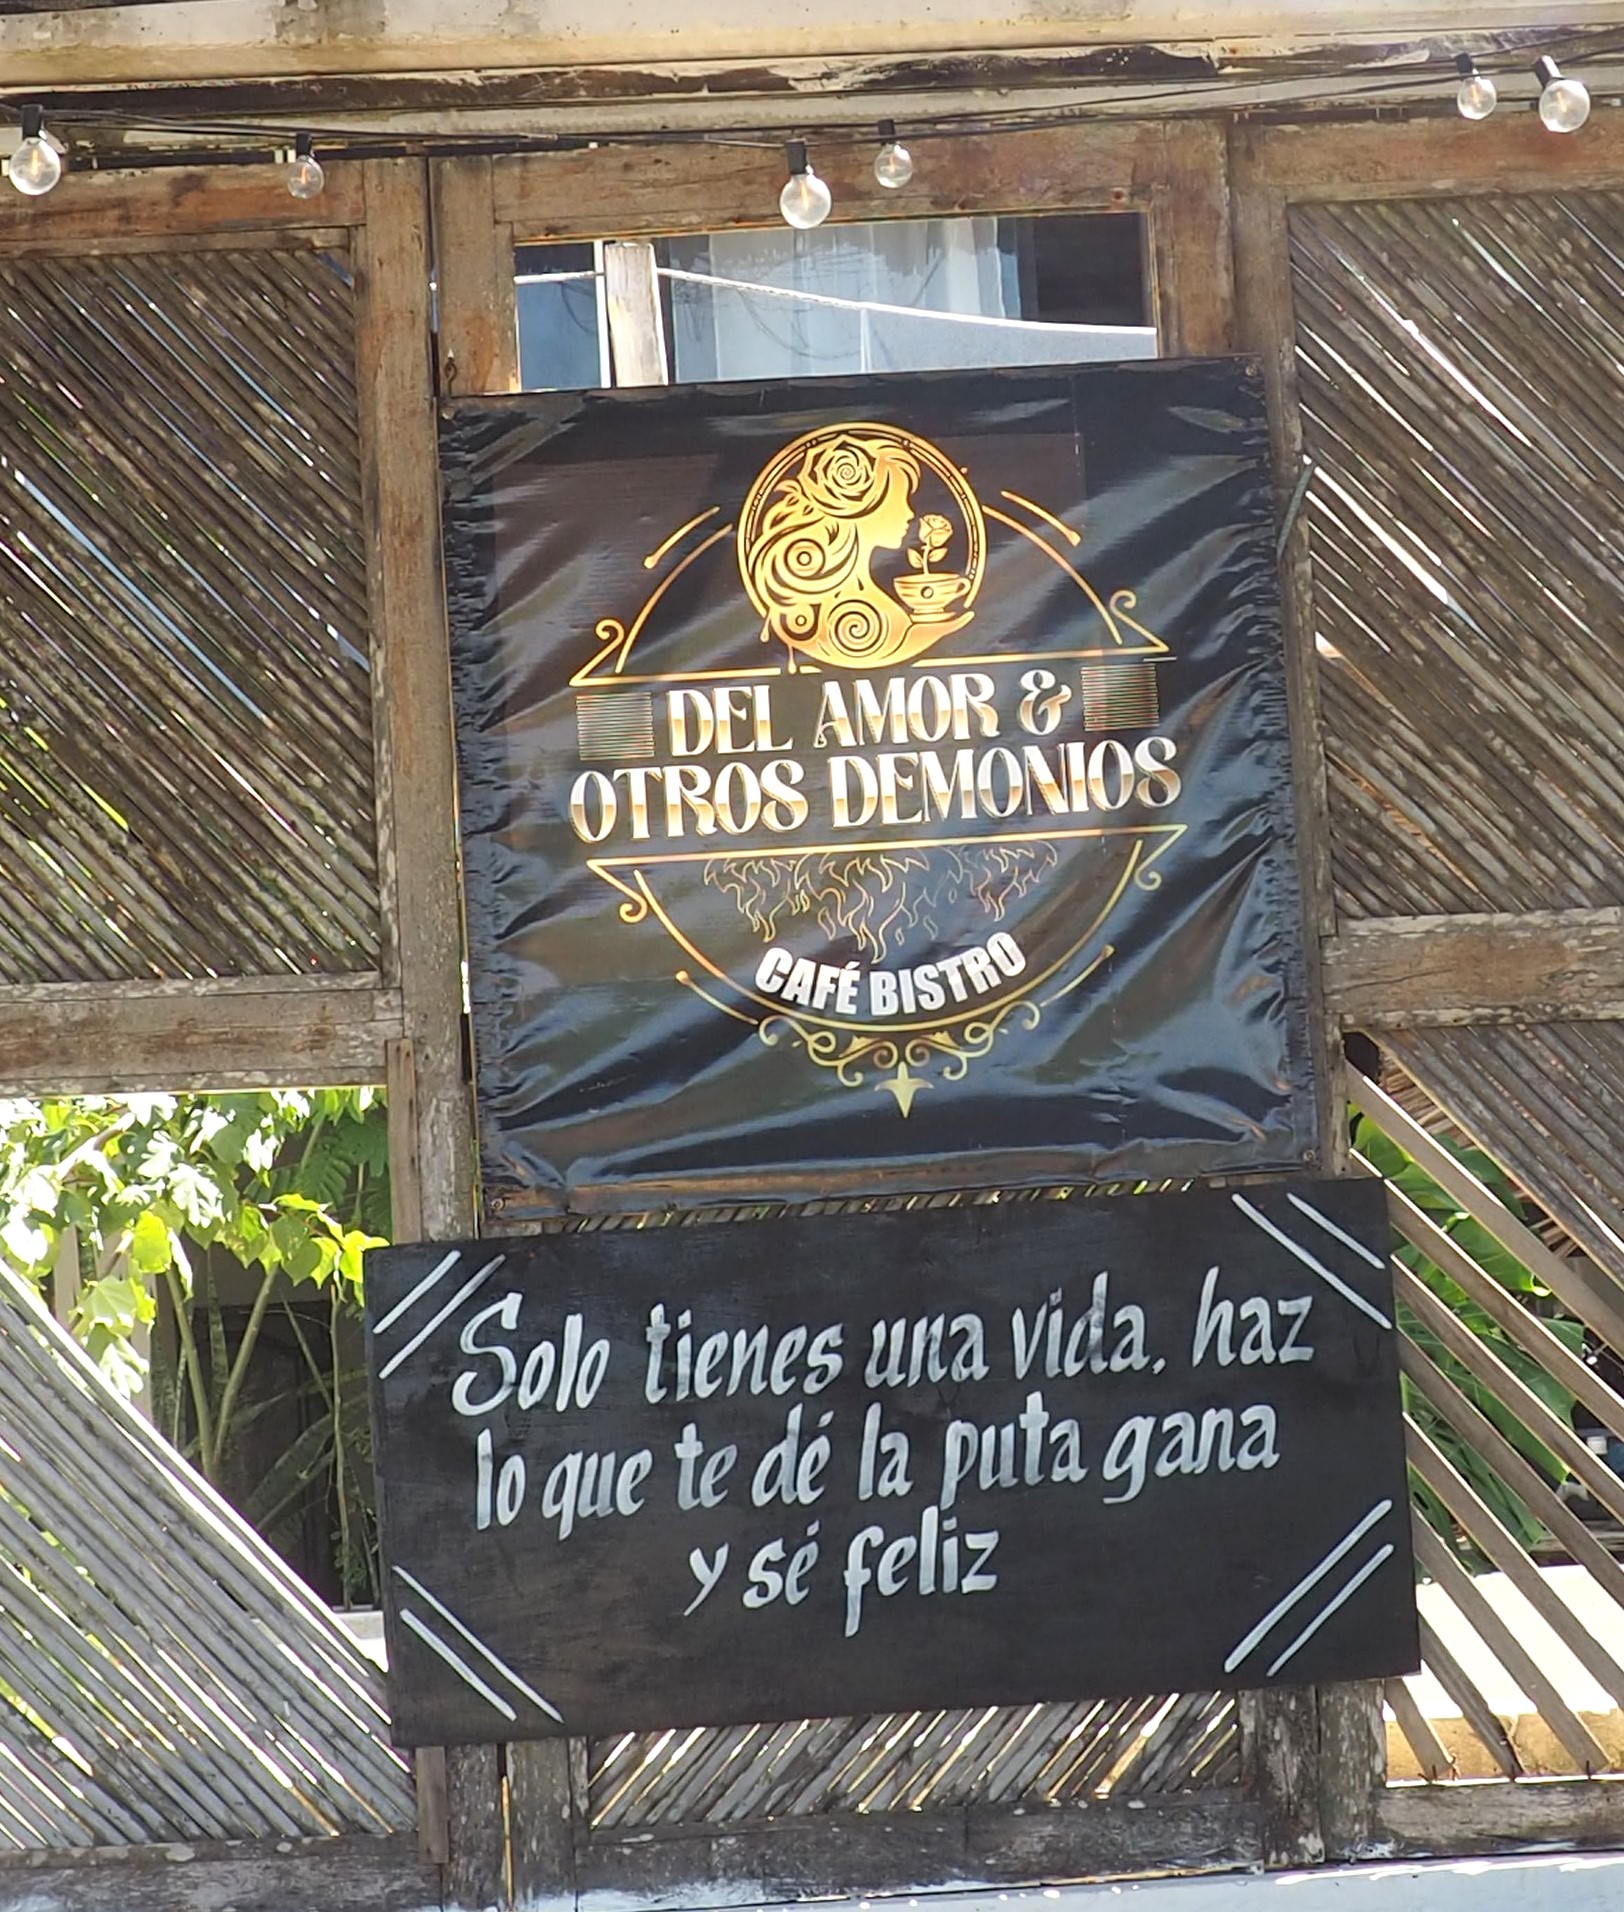 DEL AMOR &
OTROS DEMONIOS
CAFÉ BISTRO
Solo tienes una vida, haz
lo que te dé la puta gana
y sé feliz